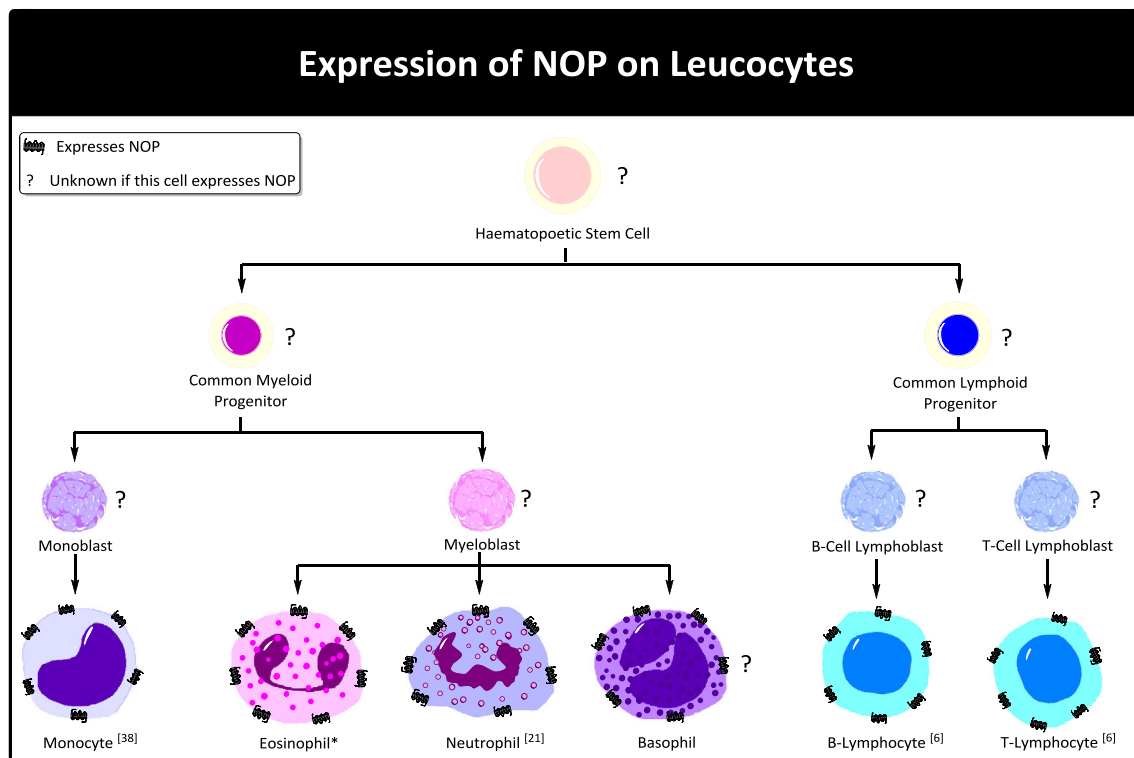 Expression of NOP on Leucocytes
Expresses NOP
? Unknown if this cell expresses NOP
?
Haematopoetic Stem Cell
?
?
Common Myeloid
Progenitor
Common Lymphoid
Progenitor
?
?
?
?
Monoblast
Myeloblast
B-Cell Lymphoblast
T-Cell Lymphoblast
?
Monocyte [38]
Eosinophil*
Neutrophil [21]
Basophil
B-Lymphocyte [6]
T-Lymphocyte [6]